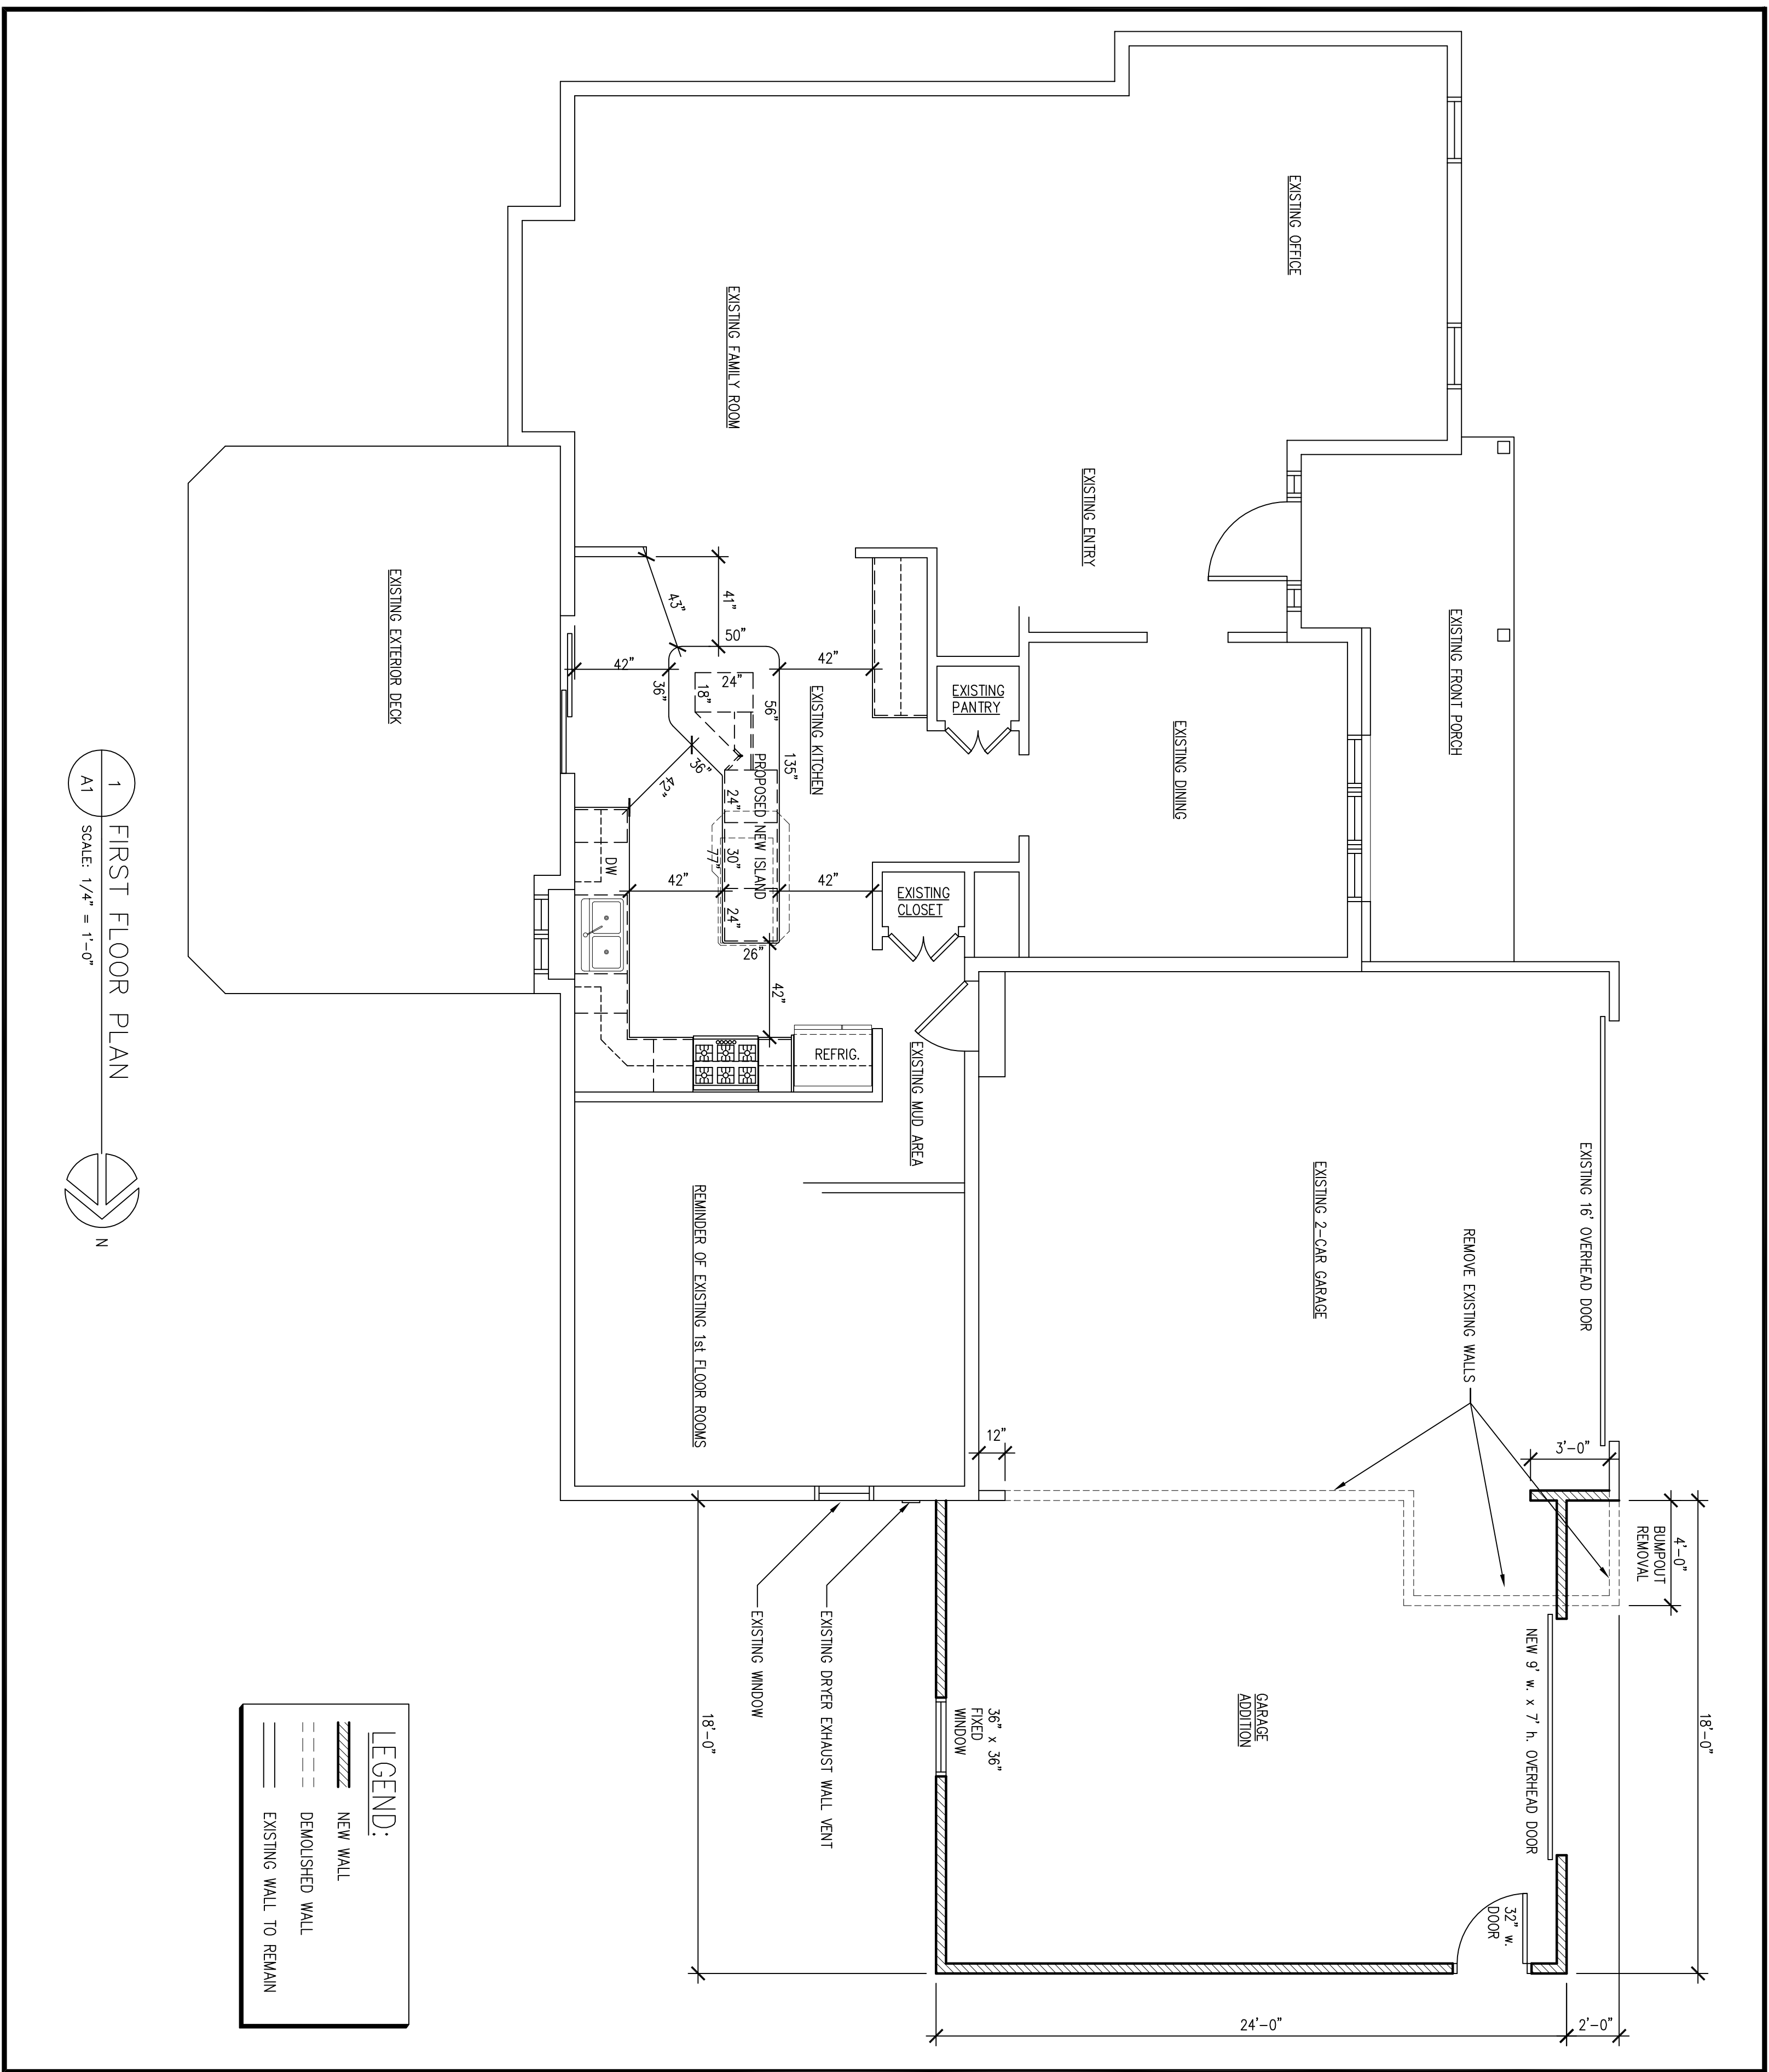 EXISTING OFFICE
EXISTING FAMILY ROOM
EXISTING ENTRY
EXISTING FRONT PORCH
EXISTING DINING
EXISTING
PANTRY
EXISTING KITCHEN
EXISTING EXTERIOR DECK
41"
43"
50"
42"
42"
36"
24"
18"
56"
135"
36"
42"
PROPOSED NEW ISLAND
24"
30"
77"
24"
26"
42"
42"
42"
DW
REFRIG.
EXISTING
CLOSET
EXISTING MUD AREA
REMINDER OF EXISTING 1st FLOOR ROOMS
EXISTING 2-CAR GARAGE
EXISTING 16' OVERHEAD DOOR
REMOVE EXISTING WALLS
12"
3'-0"
4'-0"
BUMPOUT
REMOVAL
18'-0"
NEW 9' w. x 7' h. OVERHEAD DOOR
GARAGE
ADDITION
36" x 36"
FIXED
WINDOW
32" w.
DOOR
EXISTING DRYER EXHAUST WALL VENT
EXISTING WINDOW
18'-0"
24'-0"
2'-0"
1
A1
FIRST FLOOR PLAN
SCALE: 1/4" = 1'-0"
N
LEGEND:
NEW WALL
DEMOLISHED WALL
EXISTING WALL TO REMAIN